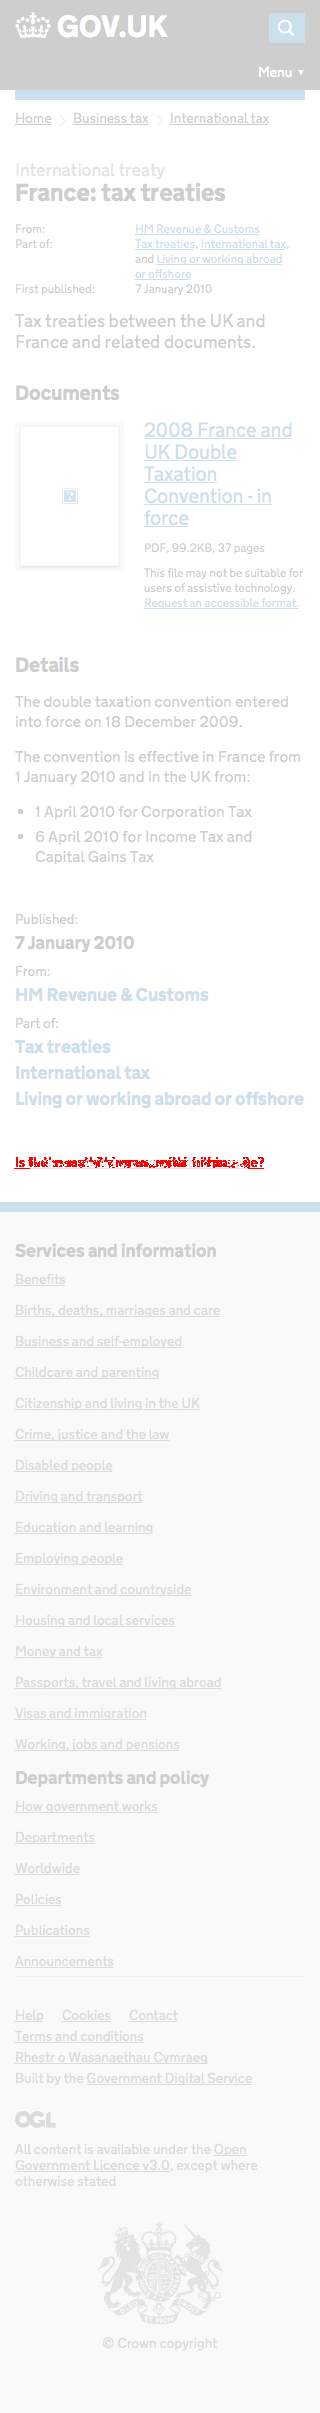 GOV.UK
Menu ▼
Home Business tax International tax
International treaty
France: tax treaties
From: HM Revenue & Customs
Part of: Tax treaties, International tax,
and Living or working abroad
or offshore
First published: 7 January 2010
Tax treaties between the UK and
France and related documents.
Documents
2008 France and
UK Double
Taxation
Convention - in
force
PDF, 99.2KB, 37 pages
This file may not be suitable for
users of assistive technology.
Request an accessible format.
Details
The double taxation convention entered
into force on 18 December 2009.
The convention is effective in France from
1 January 2010 and in the UK from:
• 1 April 2010 for Corporation Tax
• 6 April 2010 for Income Tax and
Capital Gains Tax
Published:
7 January 2010
From:
HM Revenue & Customs
Part of:
Tax treaties
International tax
Living or working abroad or offshore
Is
Services and information
Benefits
Births, deaths, marriages and care
Business and self-employed
Childcare and parenting
Citizenship and living in the UK
Crime, justice and the law
Disabled people
Driving and transport
Education and learning
Employing people
Environment and countryside
Housing and local services
Money and tax
Passports, travel and living abroad
Visas and immigration
Working, jobs and pensions
Departments and policy
How government works
Departments
Worldwide
Policies
Publications
Announcements
Help Cookies Contact
Terms and conditions
Rhestr o Wasanaethau Cymraeg
Built by the Government Digital Service
OGL
All content is available under the Open
Government Licence v3.0, except where
otherwise stated
© Crown copyright